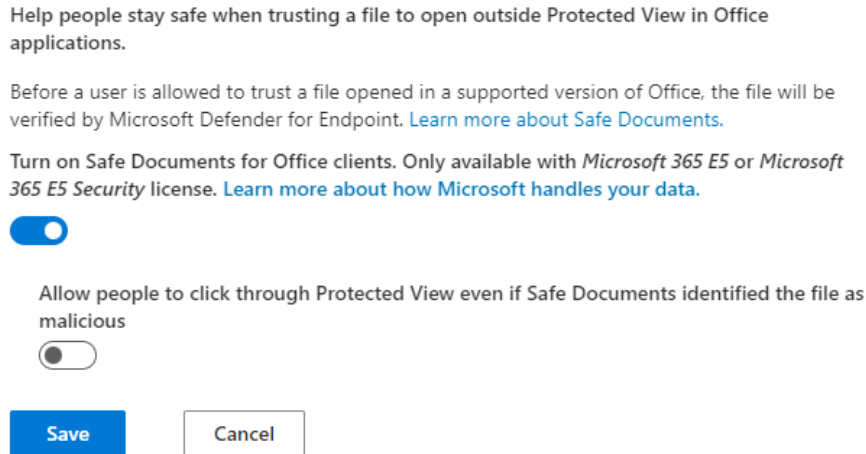 Help people stay safe when trusting a file to open outside Protected View in Office
applications.
Before a user is allowed to trust a file opened in a supported version of Office, the file will be
verified by Microsoft Defender for Endpoint. Learn more about Safe Documents.
Turn on Safe Documents for Office clients. Only available with Microsoft 365 E5 or Microsoft
365 E5 Security license. Learn more about how Microsoft handles your data.
Allow people to click through Protected View even if Safe Documents identified the file as
malicious
Save
Cancel